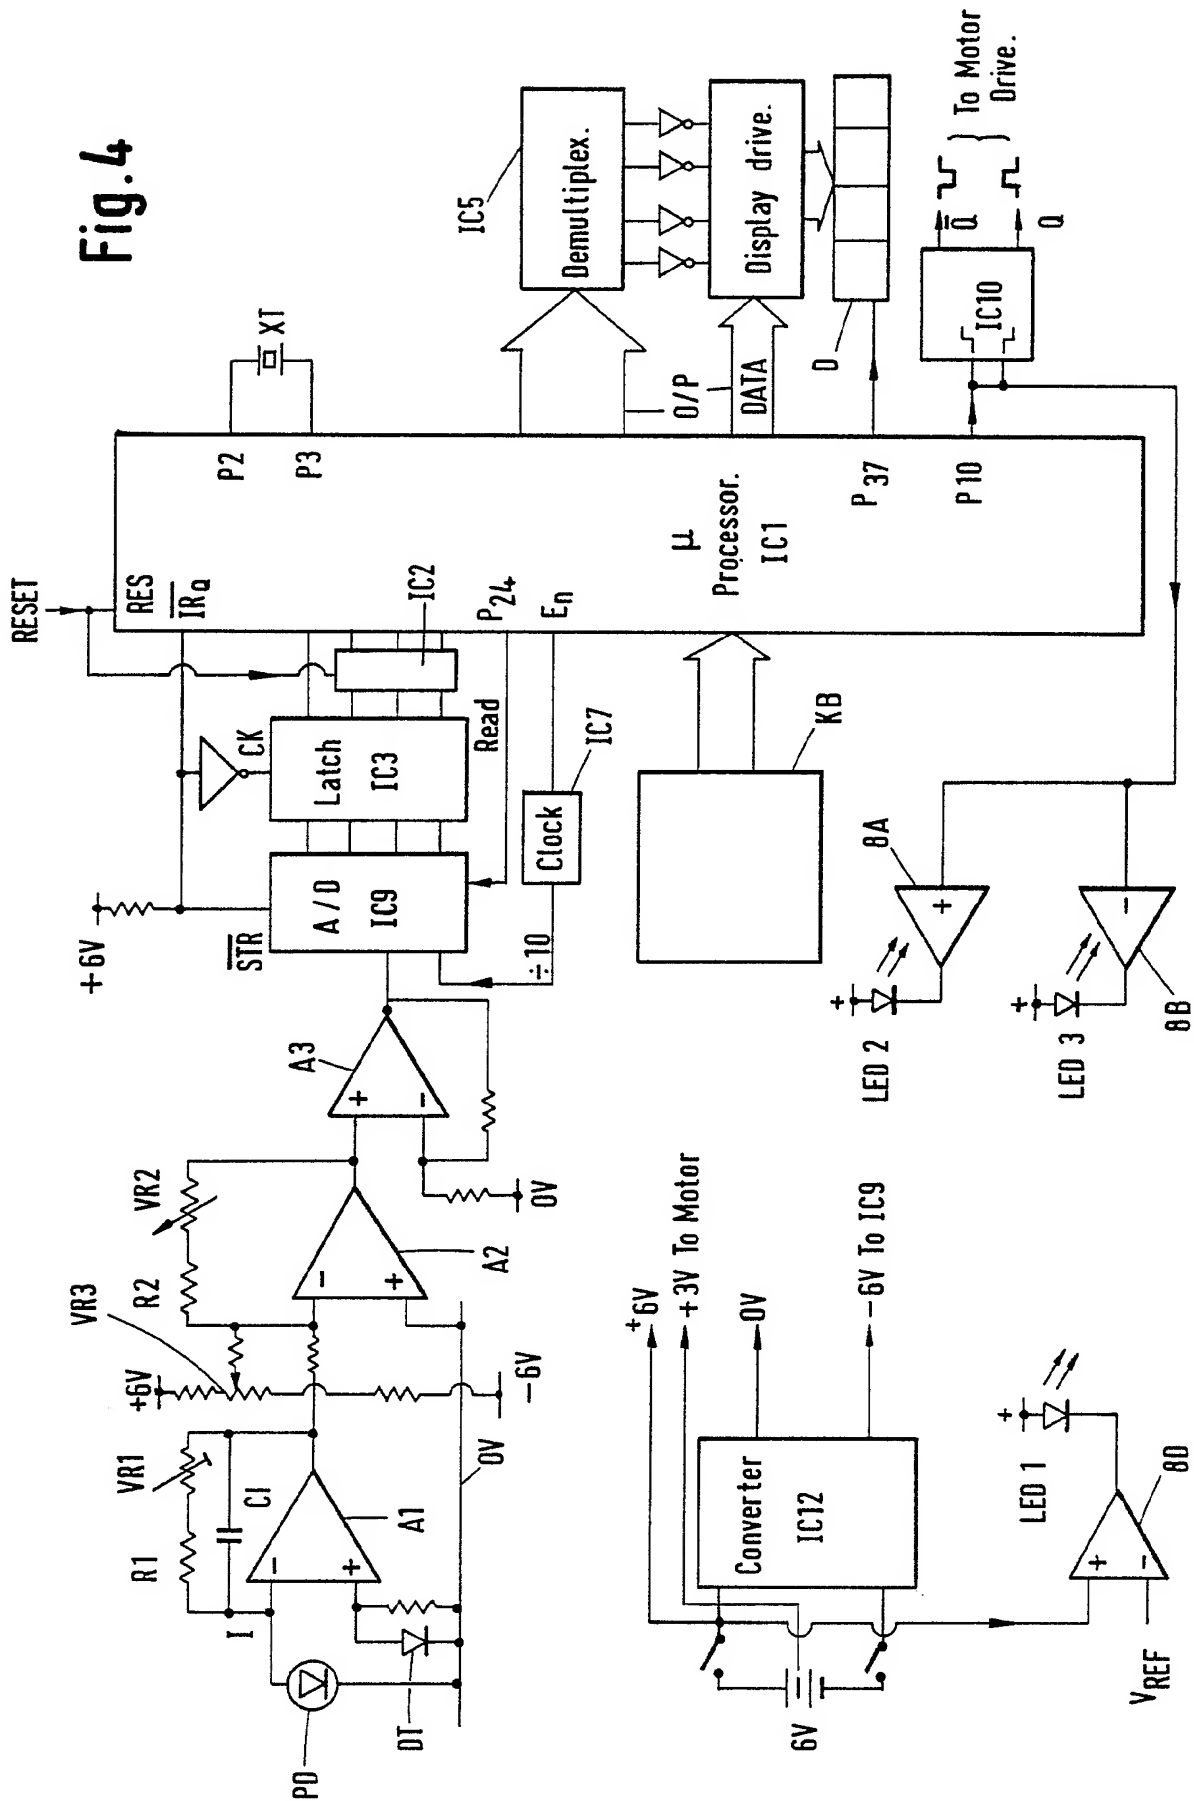 Fig.4
PD
DT
I
R1
VR1
C1
A1
-
+
0V
+6V
-6V
VR3
R2
VR2
A2
-
+
A3
+
-
0V
+6V
STR
A/D
IC9
÷10
CK
Latch
IC3
Read
Clock
IC7
IC2
RESET
RES
IRQ
P24
En
P2
P3
XT
μ
Processor.
IC1
P37
P10
O/P
DATA
IC5
Demultiplex.
Display drive.
D
IC10
Q̅
Q
To Motor
Drive.
KB
6V
Converter
IC12
+6V
+3V To Motor
0V
-6V To IC9
VREF
+
-
8D
LED 1
+
LED 2
+
8A
+
LED 3
+
8B
-